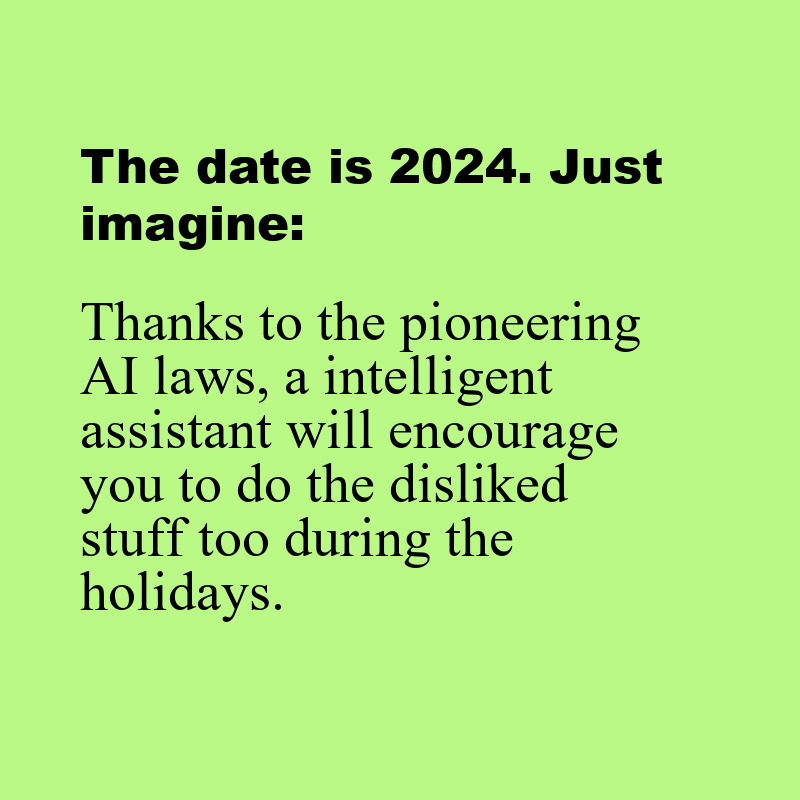 The date is 2024. Just
imagine:
Thanks to the pioneering
AI laws, a intelligent
assistant will encourage
you to do the disliked
stuff too during the
holidays.